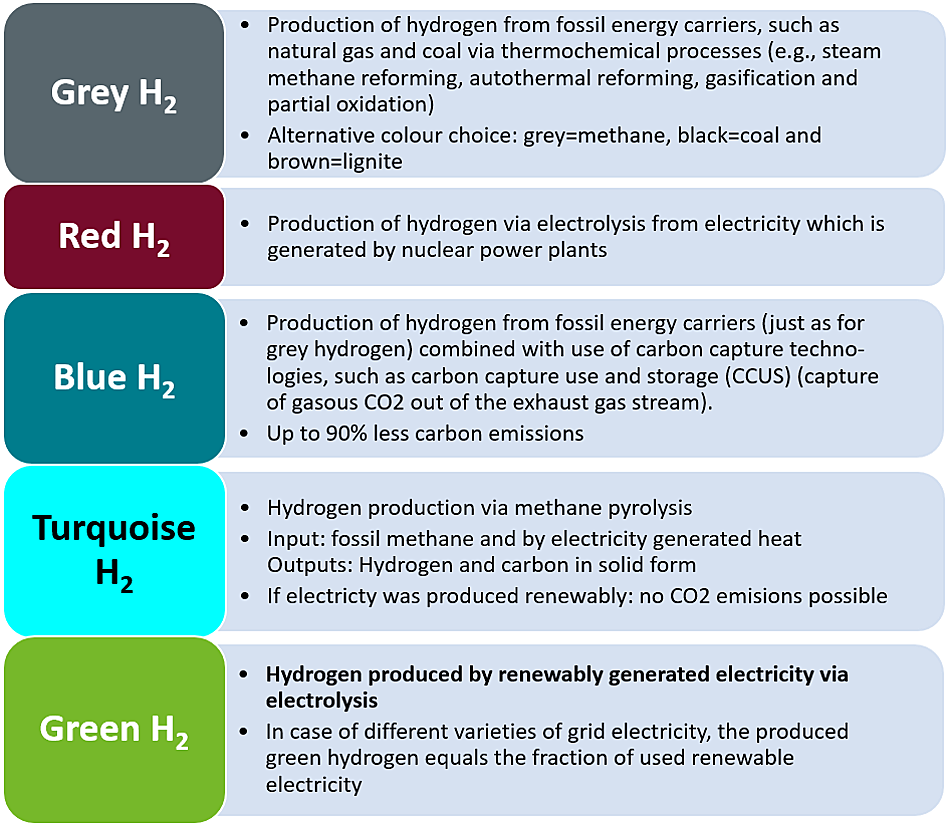 Grey H2
• Production of hydrogen from fossil energy carriers, such as
natural gas and coal via thermochemical processes (e.g., steam
methane reforming, autothermal reforming, gasification and
partial oxidation)
• Alternative colour choice: grey=methane, black=coal and
brown=lignite
Red H2
• Production of hydrogen via electrolysis from electricity which is
generated by nuclear power plants
Blue H2
• Production of hydrogen from fossil energy carriers (just as for
grey hydrogen) combined with use of carbon capture techno-
logies, such as carbon capture use and storage (CCUS) (capture
of gasous CO2 out of the exhaust gas stream).
• Up to 90% less carbon emissions
Turquoise
H2
• Hydrogen production via methane pyrolysis
• Input: fossil methane and by electricity generated heat
Outputs: Hydrogen and carbon in solid form
• If electricty was produced renewably: no CO2 emisions possible
Green H2
• Hydrogen produced by renewably generated electricity via
electrolysis
• In case of different varieties of grid electricity, the produced
green hydrogen equals the fraction of used renewable
electricity